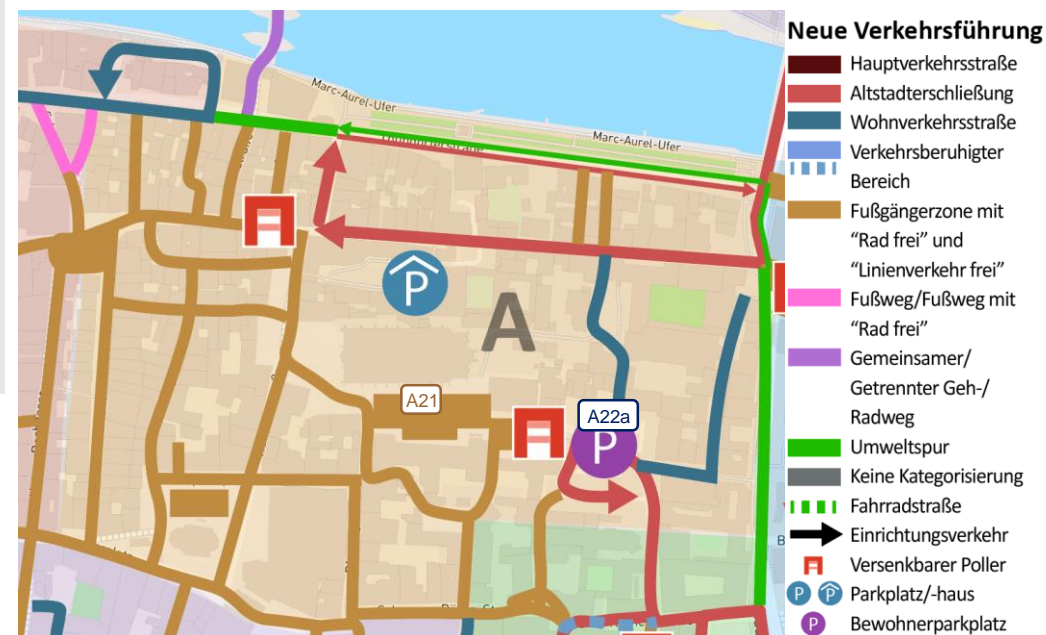 Neue Verkehrsführung
Hauptverkehrsstraße
Altstadterschließung
Wohnverkehrsstraße
Verkehrsberuhigter
Bereich
Fußgängerzone mit
“Rad frei” und
“Linienverkehr frei”
Fußweg/Fußweg mit
“Rad frei”
Gemeinsamer/
Getrennter Geh-/
Radweg
Umweltspur
Keine Kategorisierung
Fahrradstraße
Einrichtungsverkehr
Versenkbarer Poller
P P Parkplatz/-haus
P Bewohnerparkplatz
Marc-Aurel-Ufer
Marc-Aurel-Ufer
P
A
A21
A22a
P